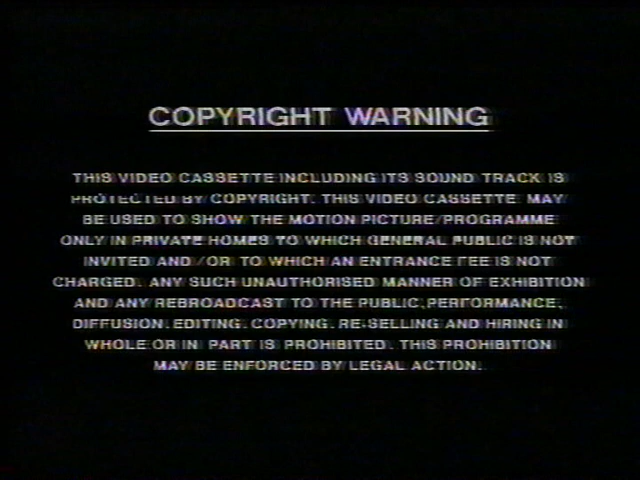 COPYRIGHT WARNING
THIS VIDEO CASSETTE INCLUDING ITS SOUND TRACK IS
PROTECTED BY COPYRIGHT. THIS VIDEO CASSETTE MAY
BE USED TO SHOW THE MOTION PICTURE/PROGRAMME
ONLY IN PRIVATE HOMES TO WHICH GENERAL PUBLIC IS NOT
INVITED AND/OR TO WHICH AN ENTRANCE FEE IS NOT
CHARGED. ANY SUCH UNAUTHORISED MANNER OF EXHIBITION
AND ANY REBROADCAST TO THE PUBLIC,PERFORMANCE,
DIFFUSION. EDITING. COPYING. RE-SELLING AND HIRING IN
WHOLE OR IN PART IS PROHIBITED. THIS PROHIBITION
MAY BE ENFORCED BY LEGAL ACTION.